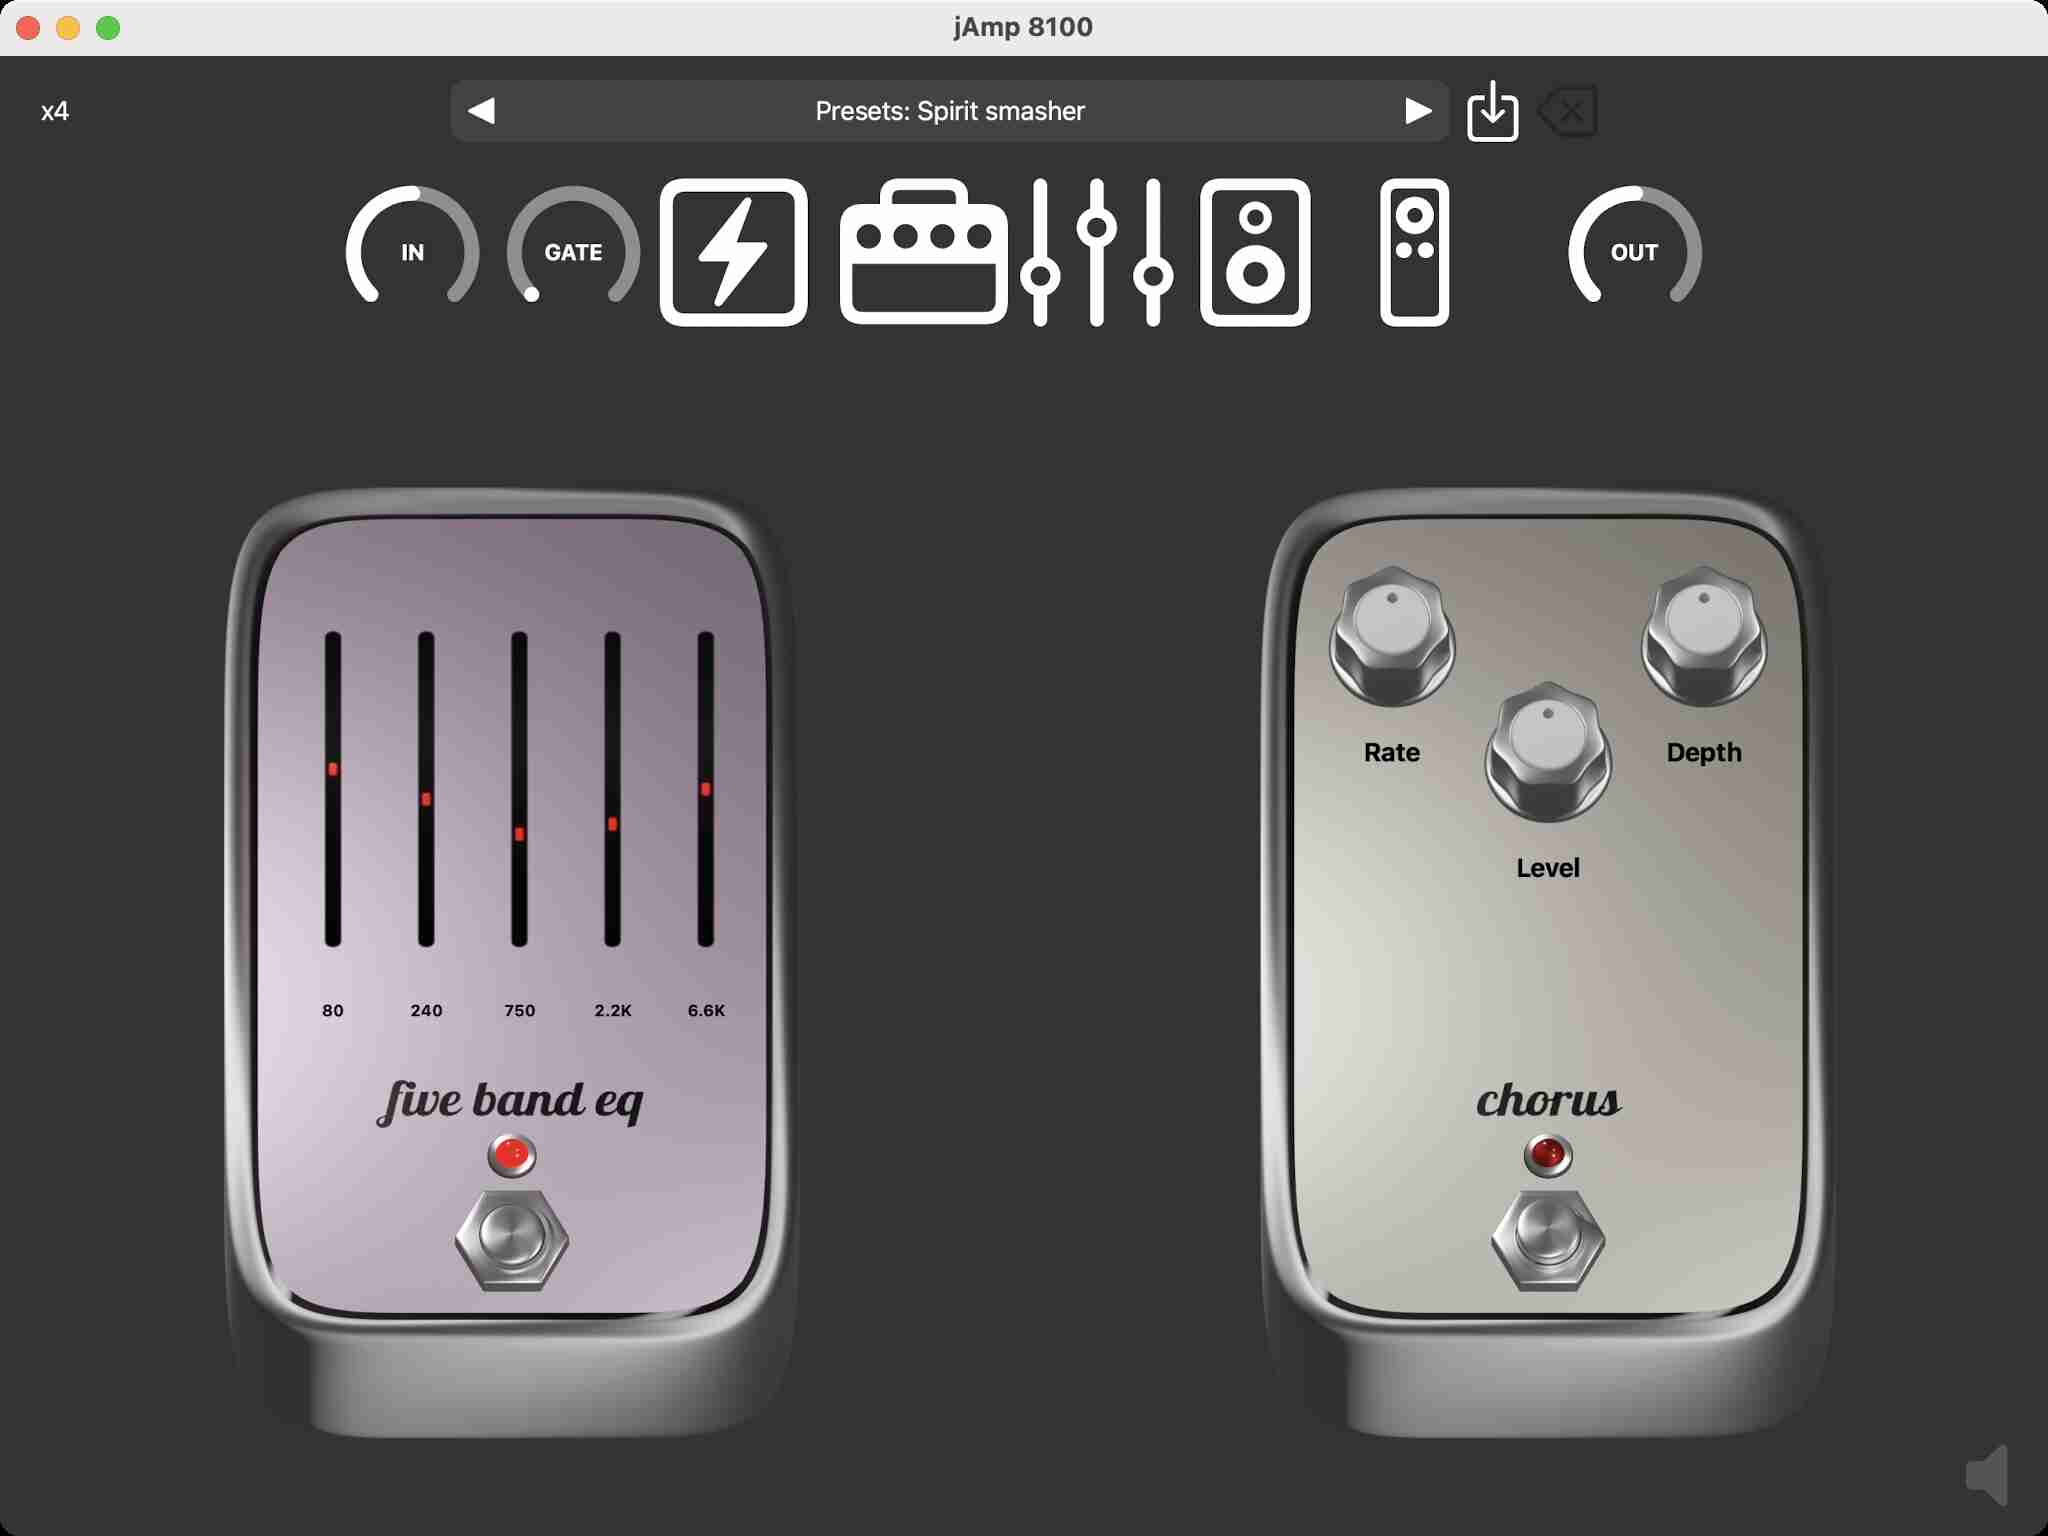 jAmp 8100
x4
Presets: Spirit smasher
IN
GATE
OUT
80 240 750 2.2K 6.6K
five band eq
Rate
Depth
Level
chorus